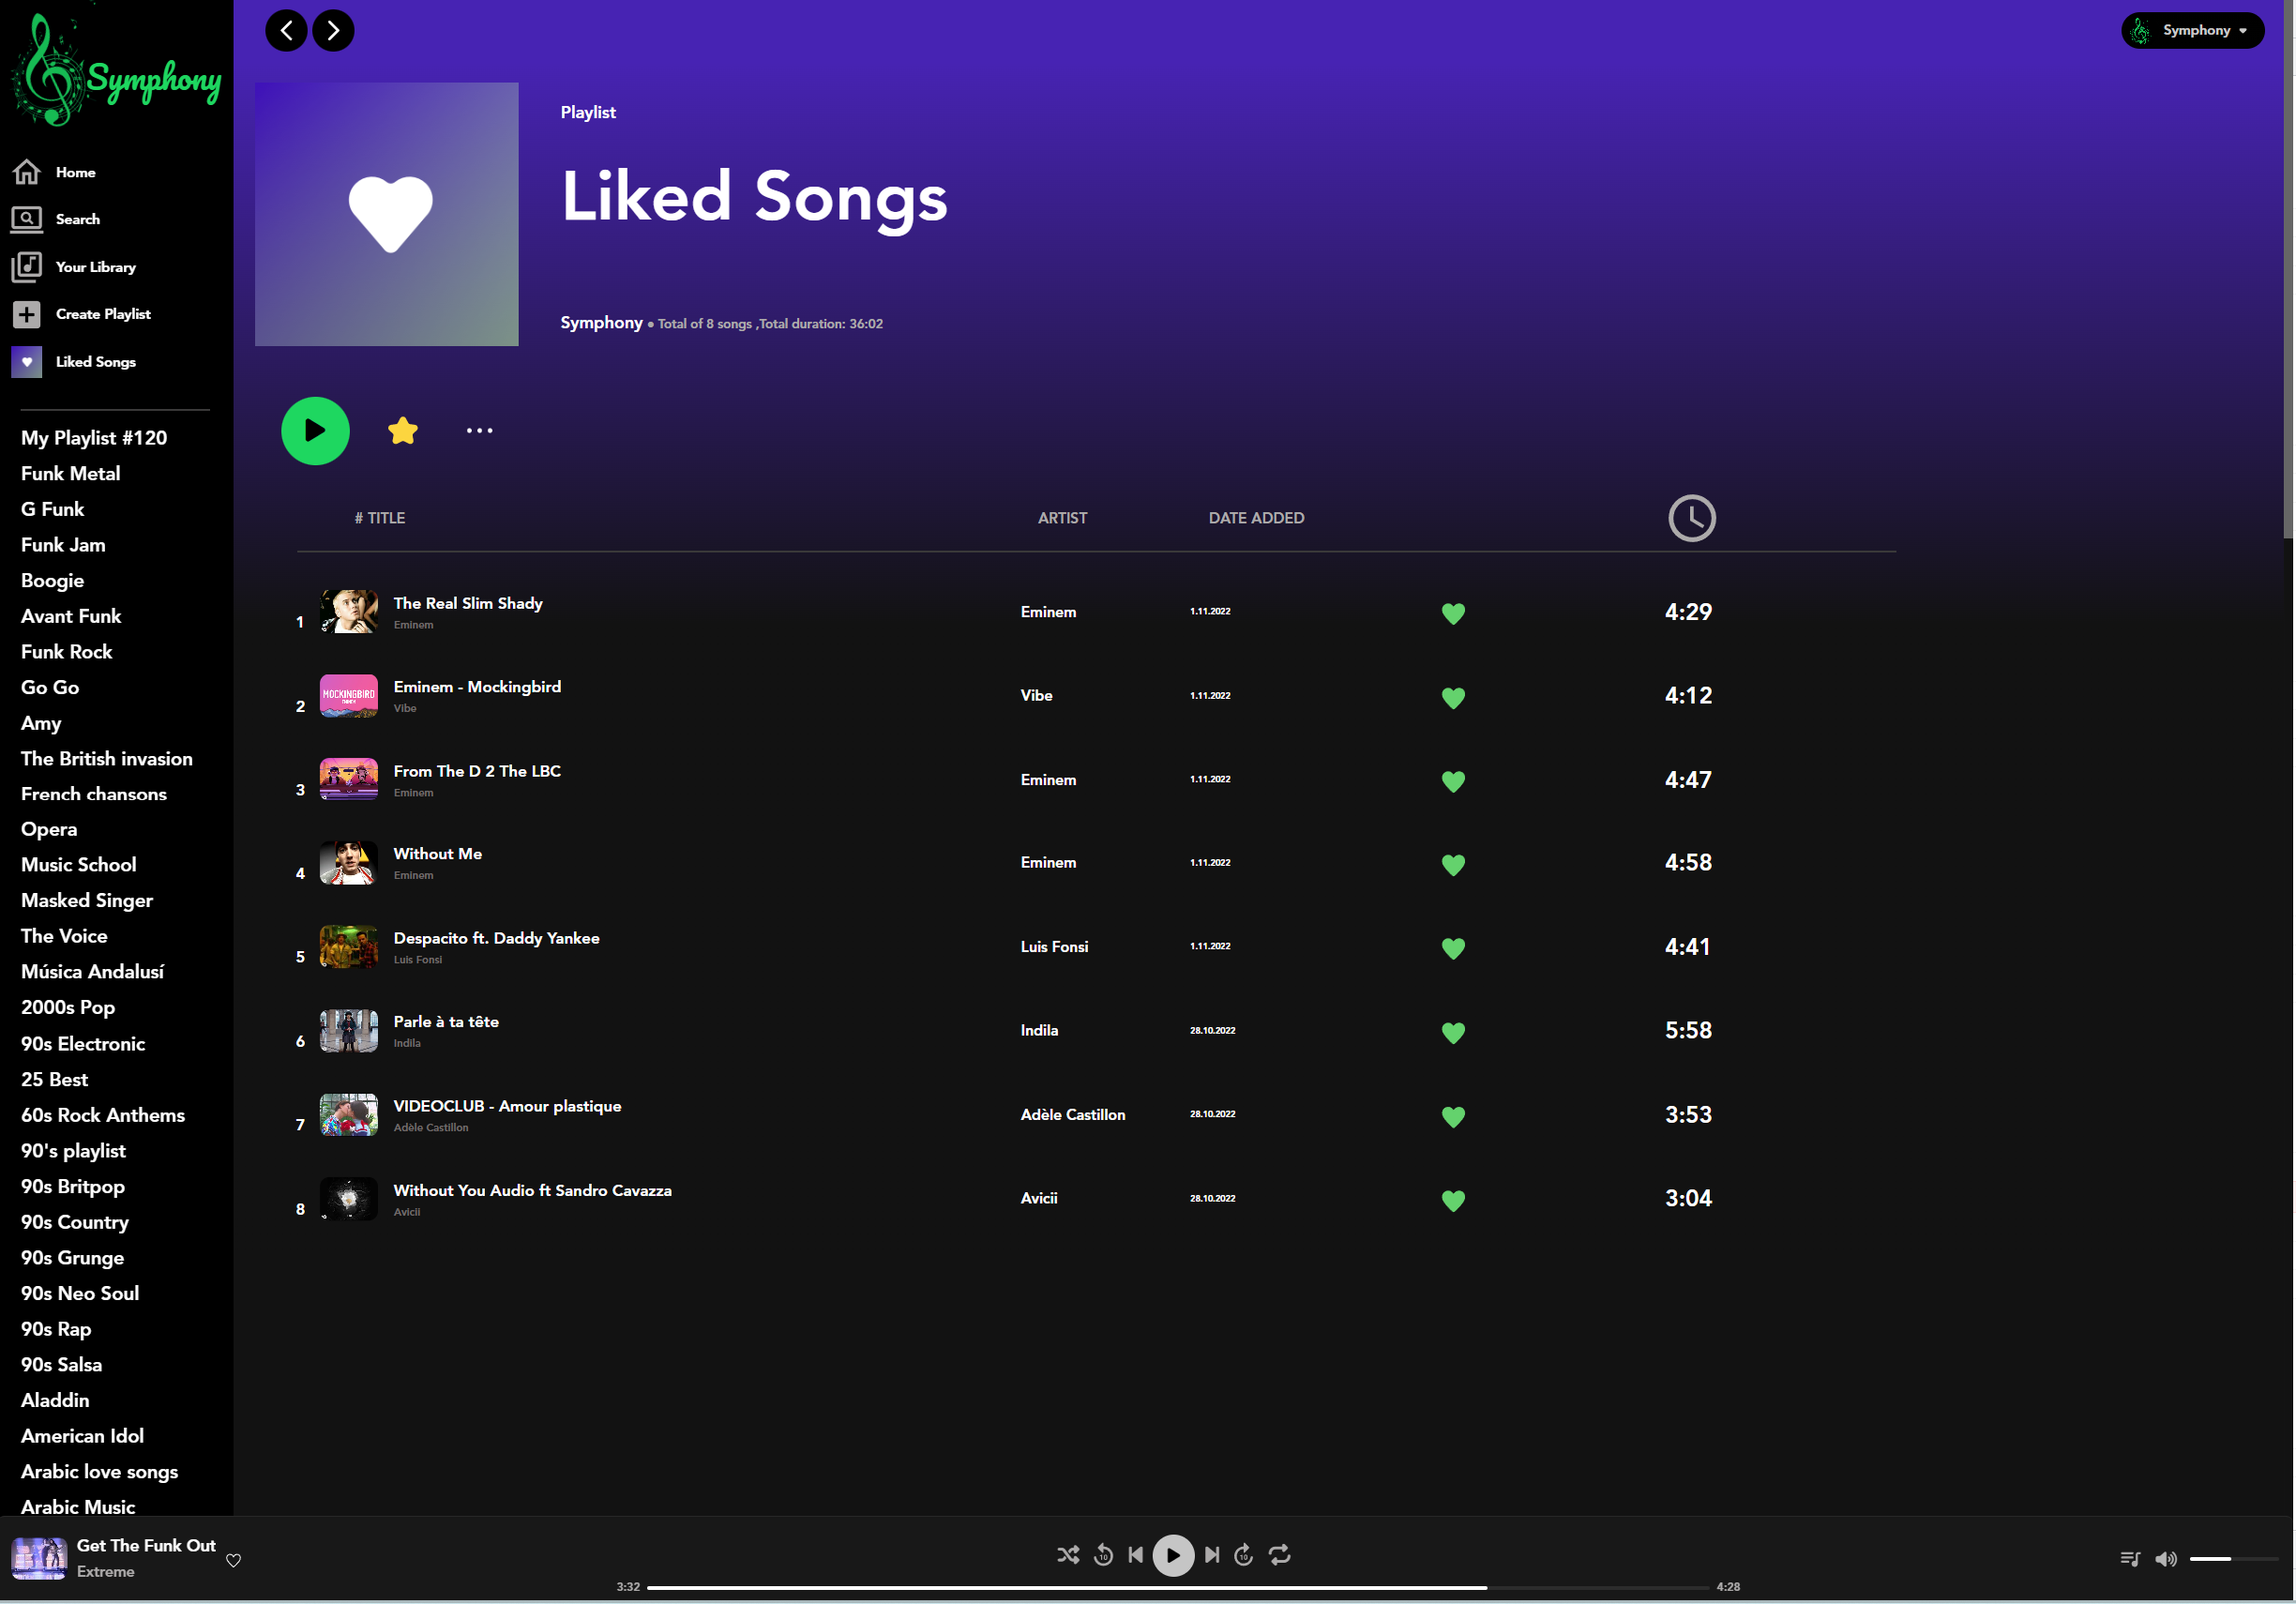 Symphony
Home
Search
Your Library
Create Playlist
Liked Songs
My Playlist #120
Funk Metal
G Funk
Funk Jam
Boogie
Avant Funk
Funk Rock
Go Go
Amy
The British invasion
French chansons
Opera
Music School
Masked Singer
The Voice
Música Andalusí
2000s Pop
90s Electronic
25 Best
60s Rock Anthems
90's playlist
90s Britpop
90s Country
90s Grunge
90s Neo Soul
90s Rap
90s Salsa
Aladdin
American Idol
Arabic love songs
Arabic Music
Symphony
Playlist
Liked Songs
Symphony • Total of 8 songs ,Total duration: 36:02
# TITLE ARTIST DATE ADDED
1 The Real Slim Shady Eminem 1.11.2022 4:29
Eminem
2 MOCKINGBIRD Eminem - Mockingbird Vibe 1.11.2022 4:12
Vibe
3 From The D 2 The LBC Eminem 1.11.2022 4:47
Eminem
4 Without Me Eminem 1.11.2022 4:58
Eminem
5 Despacito ft. Daddy Yankee Luis Fonsi 1.11.2022 4:41
Luis Fonsi
6 Parle à ta tête Indila 28.10.2022 5:58
Indila
7 VIDEOCLUB - Amour plastique Adèle Castillon 28.10.2022 3:53
Adèle Castillon
8 Without You Audio ft Sandro Cavazza Avicii 28.10.2022 3:04
Avicii
Get The Funk Out
Extreme
10 10
3:32 4:28